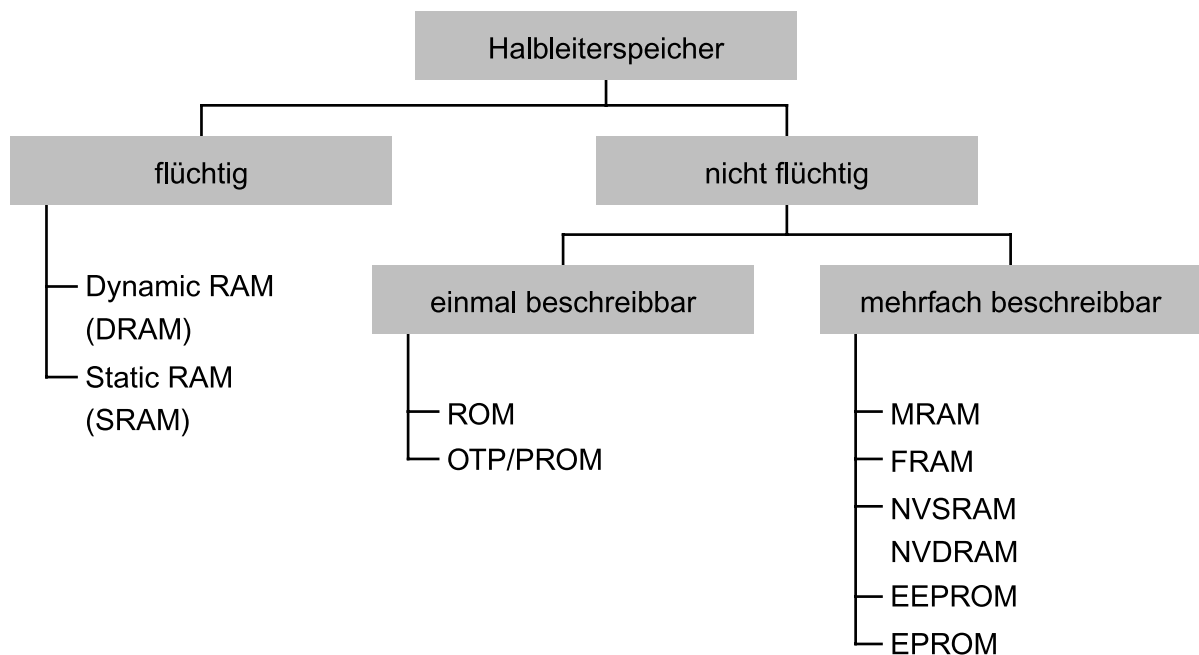 Halbleiterspeicher
flüchtig
nicht flüchtig
Dynamic RAM
(DRAM)
Static RAM
(SRAM)
einmal beschreibbar
ROM
OTP/PROM
mehrfach beschreibbar
MRAM
FRAM
NVSRAM
NVDRAM
EEPROM
EPROM